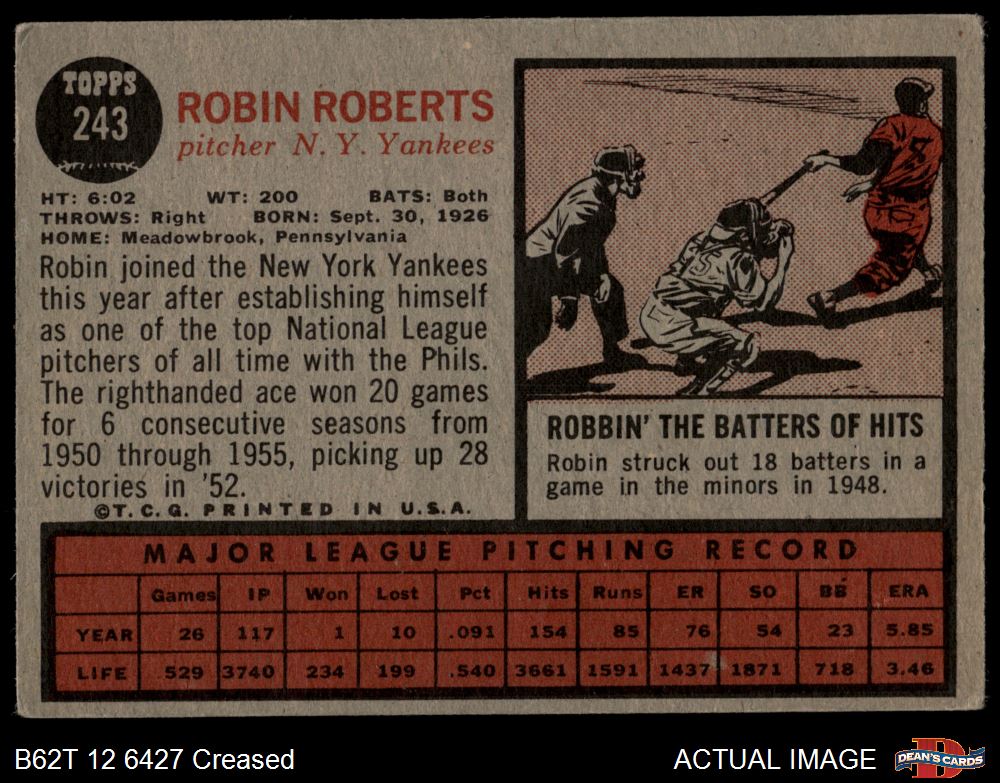 TOPPS
243
ROBIN ROBERTS
pitcher N. Y. Yankees
HT: 6:02 WT: 200 BATS: Both
THROWS: Right BORN: Sept. 30, 1926
HOME: Meadowbrook, Pennsylvania
Robin joined the New York Yankees
this year after establishing himself
as one of the top National League
pitchers of all time with the Phils.
The righthanded ace won 20 games
for 6 consecutive seasons from
1950 through 1955, picking up 28
victories in '52.
©T. C. G. PRINTED IN U.S.A.
5
5
ROBBIN' THE BATTERS OF HITS
Robin struck out 18 batters in a
game in the minors in 1948.
MAJOR LEAGUE PITCHING RECORD
Games IP Won Lost Pct Hits Runs ER SO BB ERA
YEAR 26 117 1 10 .091 154 85 76 54 23 5.85
LIFE 529 3740 234 199 .540 3661 1591 1437 1871 718 3.46
B62T 12 6427 Creased
ACTUAL IMAGE
D
DEAN'S CARDS